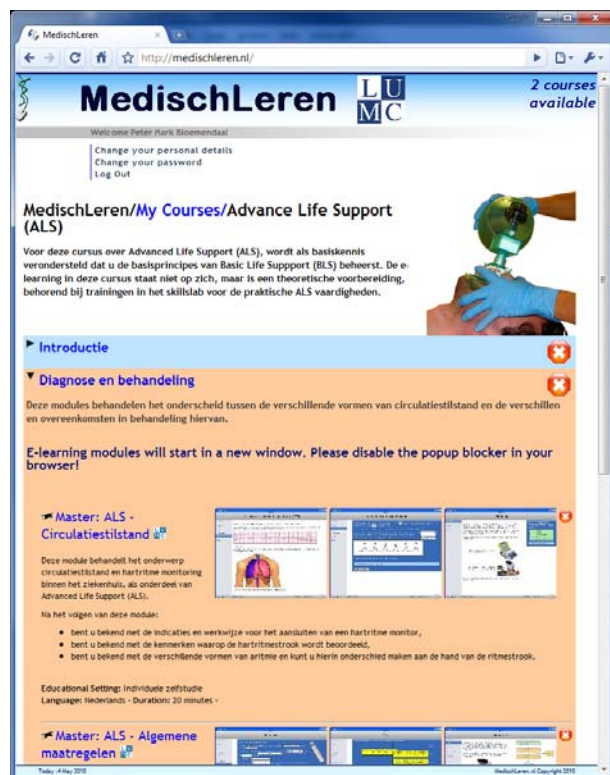 MedischLeren
http://medischleren.nl/
MedischLeren
LU
MC
2 courses
available
Welcome Peter Mark Bloemendaal
Change your personal details
Change your password
Log Out
MedischLeren/My Courses/Advance Life Support
(ALS)
Voor deze cursus over Advanced Life Support (ALS), wordt als basiskennis
verondersteld dat u de basisprincipes van Basic Life Suppport (BLS) beheerst. De e-
learning in deze cursus staat niet op zich, maar is een theoretische voorbereiding,
behorend bij trainingen in het skillslab voor de praktische ALS vaardigheden.
Introductie
Diagnose en behandeling
Deze modules behandelen het onderscheid tussen de verschillende vormen van circulatiestilstand en de verschillen
en overeenkomsten in behandeling hiervan.
E-learning modules will start in a new window. Please disable the popup blocker in your
browser!
Master: ALS -
Circulatiestilstand
Deze module behandelt het onderwerp
circulatiestilstand en hartritme monitoring
binnen het ziekenhuis, als onderdeel van
Advanced Life Support (ALS).
Na het volgen van deze module:
bent u bekend met de indicaties en werkwijze voor het aansluiten van een hartritme monitor,
bent u bekend met de kenmerken waarop de hartritmestrook wordt beoordeeld,
bent u bekend met de verschillende vormen van aritmie en kunt u hierin onderscheid maken aan de hand van de ritmestrook.
Educational Setting: Individuele zelfstudie
Language: Nederlands - Duration: 20 minutes -
Master: ALS - Algemene
maatregelen
Today :4 May 2010
MedischLeren.nl Copyright 2010